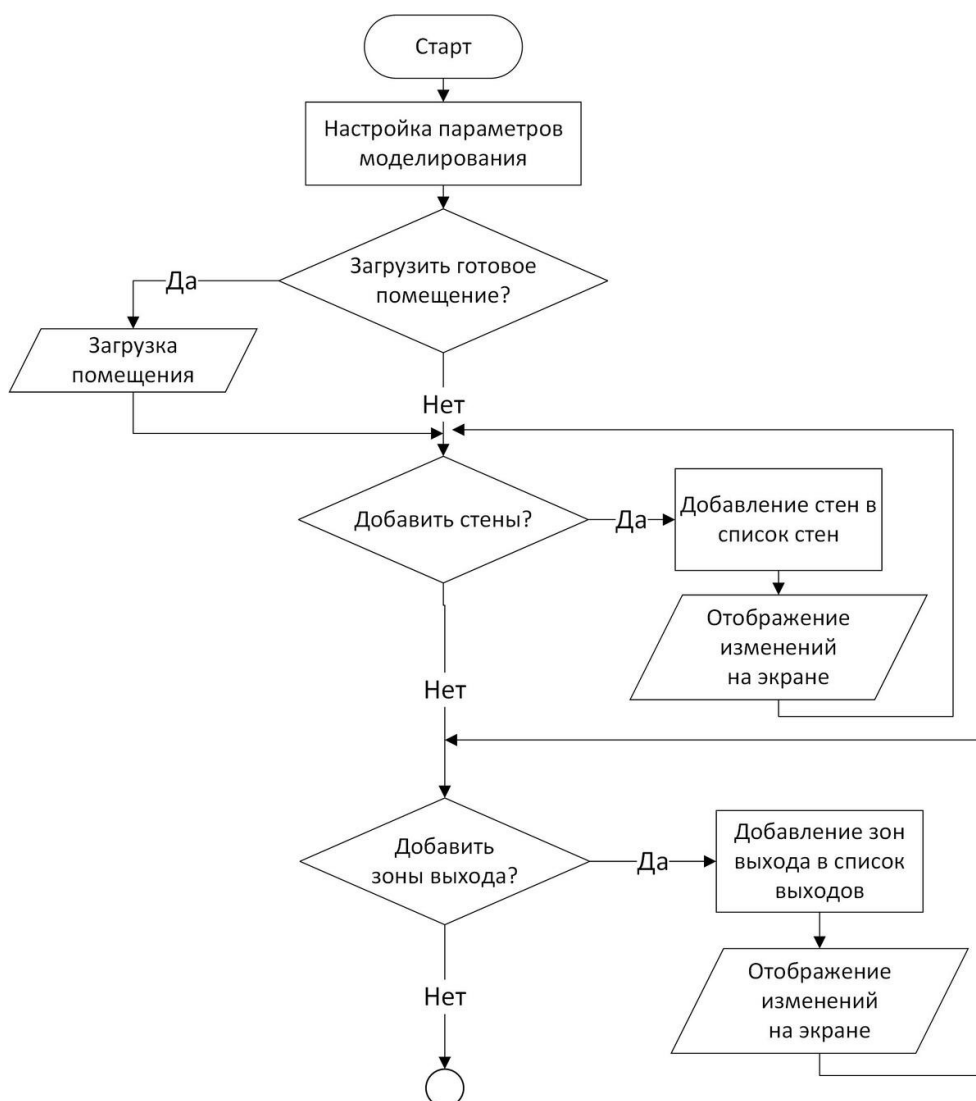 Старт
Настройка параметров
моделирования
Загрузить готовое
помещение?
Да
Загрузка
помещения
Нет
Добавить стены?
Да
Добавление стен в
список стен
Отображение
изменений
на экране
Нет
Добавить
зоны выхода?
Да
Добавление зон
выхода в список
выходов
Отображение
изменений
на экране
Нет